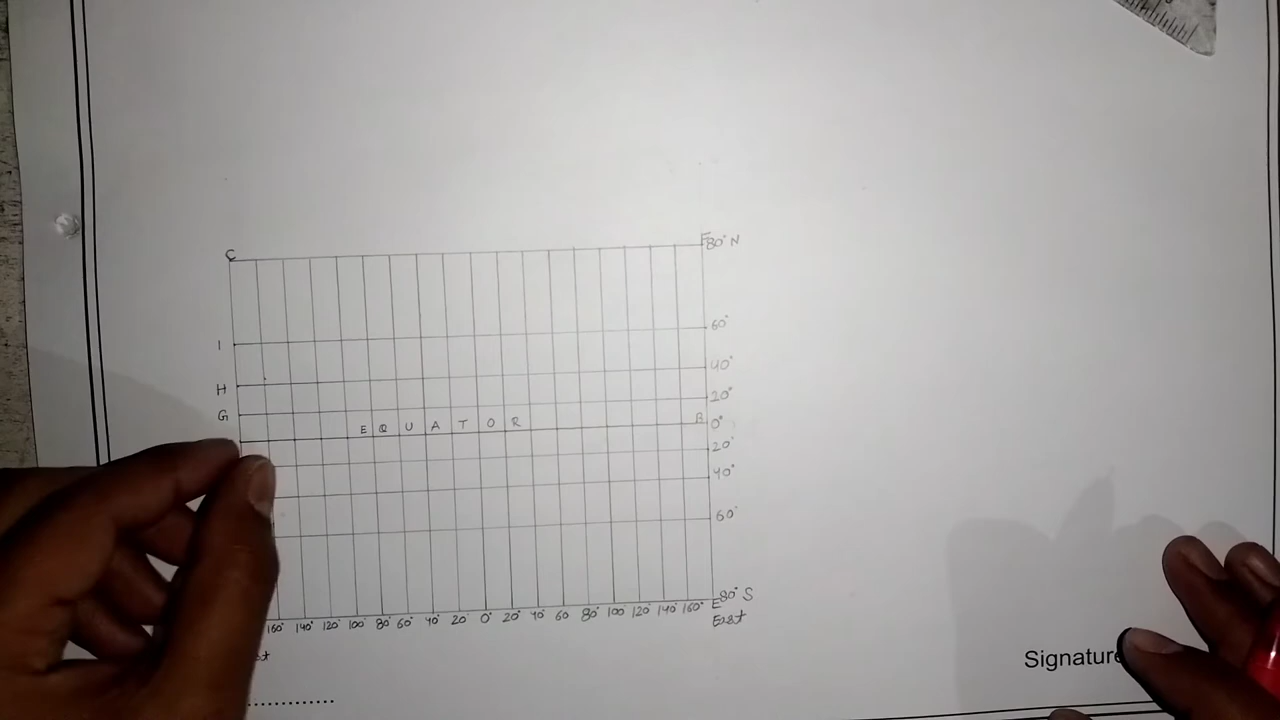 C
F 80° N
60°
I
40°
H
20°
G
E Q U A T O R
B
0°
20°
40°
60°
E 80° S
160° 140° 120° 100° 80° 60° 40° 20° 0° 20° 40° 60 80° 100° 120° 140° 160°
East
Signature